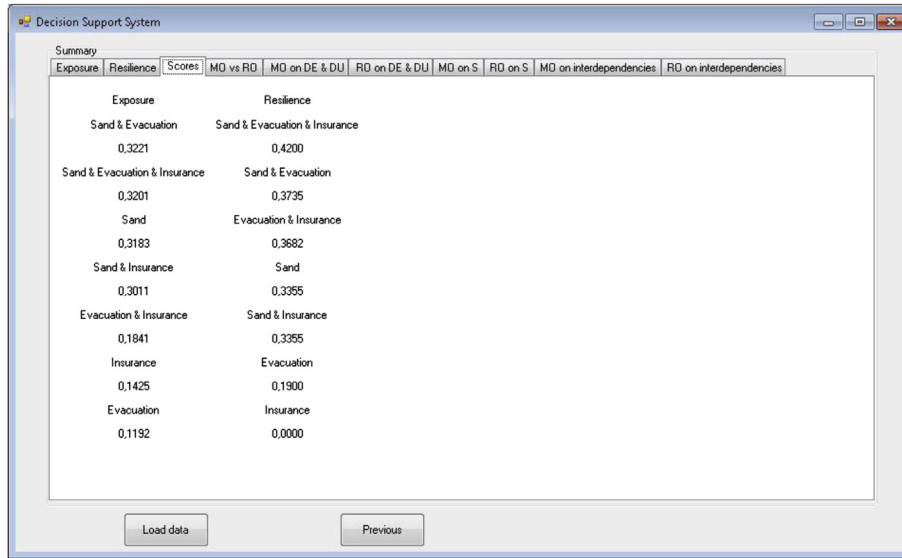 Decision Support System
Summary
Exposure Resilience Scores MO vs RO MO on DE & DU RO on DE & DU MO on S RO on S MO on interdependencies RO on interdependencies
Exposure Resilience
Sand & Evacuation Sand & Evacuation & Insurance
0,3221 0,4200
Sand & Evacuation & Insurance Sand & Evacuation
0,3201 0,3735
Sand Evacuation & Insurance
0,3183 0,3682
Sand & Insurance Sand
0,3011 0,3355
Evacuation & Insurance Sand & Insurance
0,1841 0,3355
Insurance Evacuation
0,1425 0,1900
Evacuation Insurance
0,1192 0,0000
Load data Previous